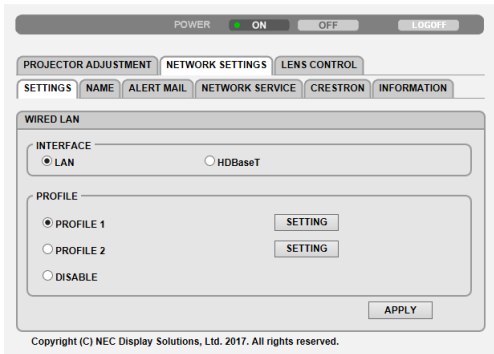 POWER ON OFF LOGOFF
PROJECTOR ADJUSTMENT NETWORK SETTINGS LENS CONTROL
SETTINGS NAME ALERT MAIL NETWORK SERVICE CRESTRON INFORMATION
WIRED LAN
INTERFACE
LAN HDBaseT
PROFILE
PROFILE 1 SETTING
PROFILE 2 SETTING
DISABLE
APPLY
Copyright (C) NEC Display Solutions, Ltd. 2017. All rights reserved.